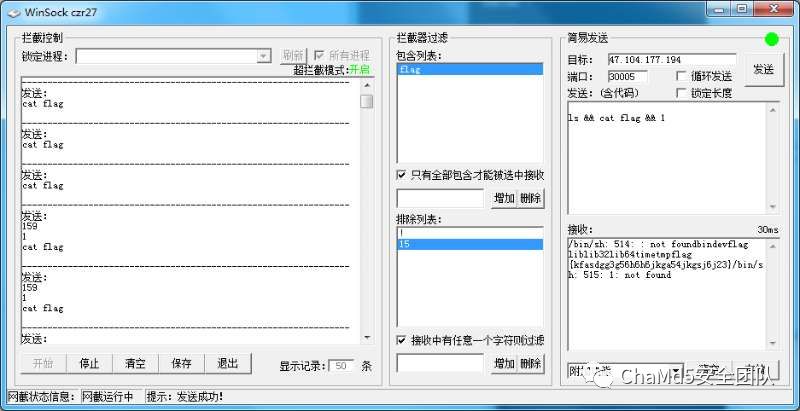 WinSock czr27
拦截控制
锁定进程:
刷新
所有进程
超拦截模式:开启
发送:
cat flag
发送:
cat flag
发送:
cat flag
发送:
159
1
cat flag
发送:
159
1
cat flag
发送:
开始
停止
清空
保存
退出
显示记录:
50
条
拦截器过滤
包含列表:
flag
只有全部包含才能被选中接收
增加
删除
排除列表:
!
15
接收中有任意一个字符则过滤
增加
删除
简易发送
目标:
47.104.177.194
发送
端口:
30005
循环发送
发送:(含代码)
锁定长度
ls && cat flag && 1
接收:
30ms
/bin/sh: 514: : not foundbindevflag
liblib32lib64timetmpflag
{kfasdgg3g56h6h6jkga54jkgsj6j23}/bin/s
h: 515: 1: not found
ChaMd5安全团队
网截状态信息:
网截运行中
提示: 发送成功!